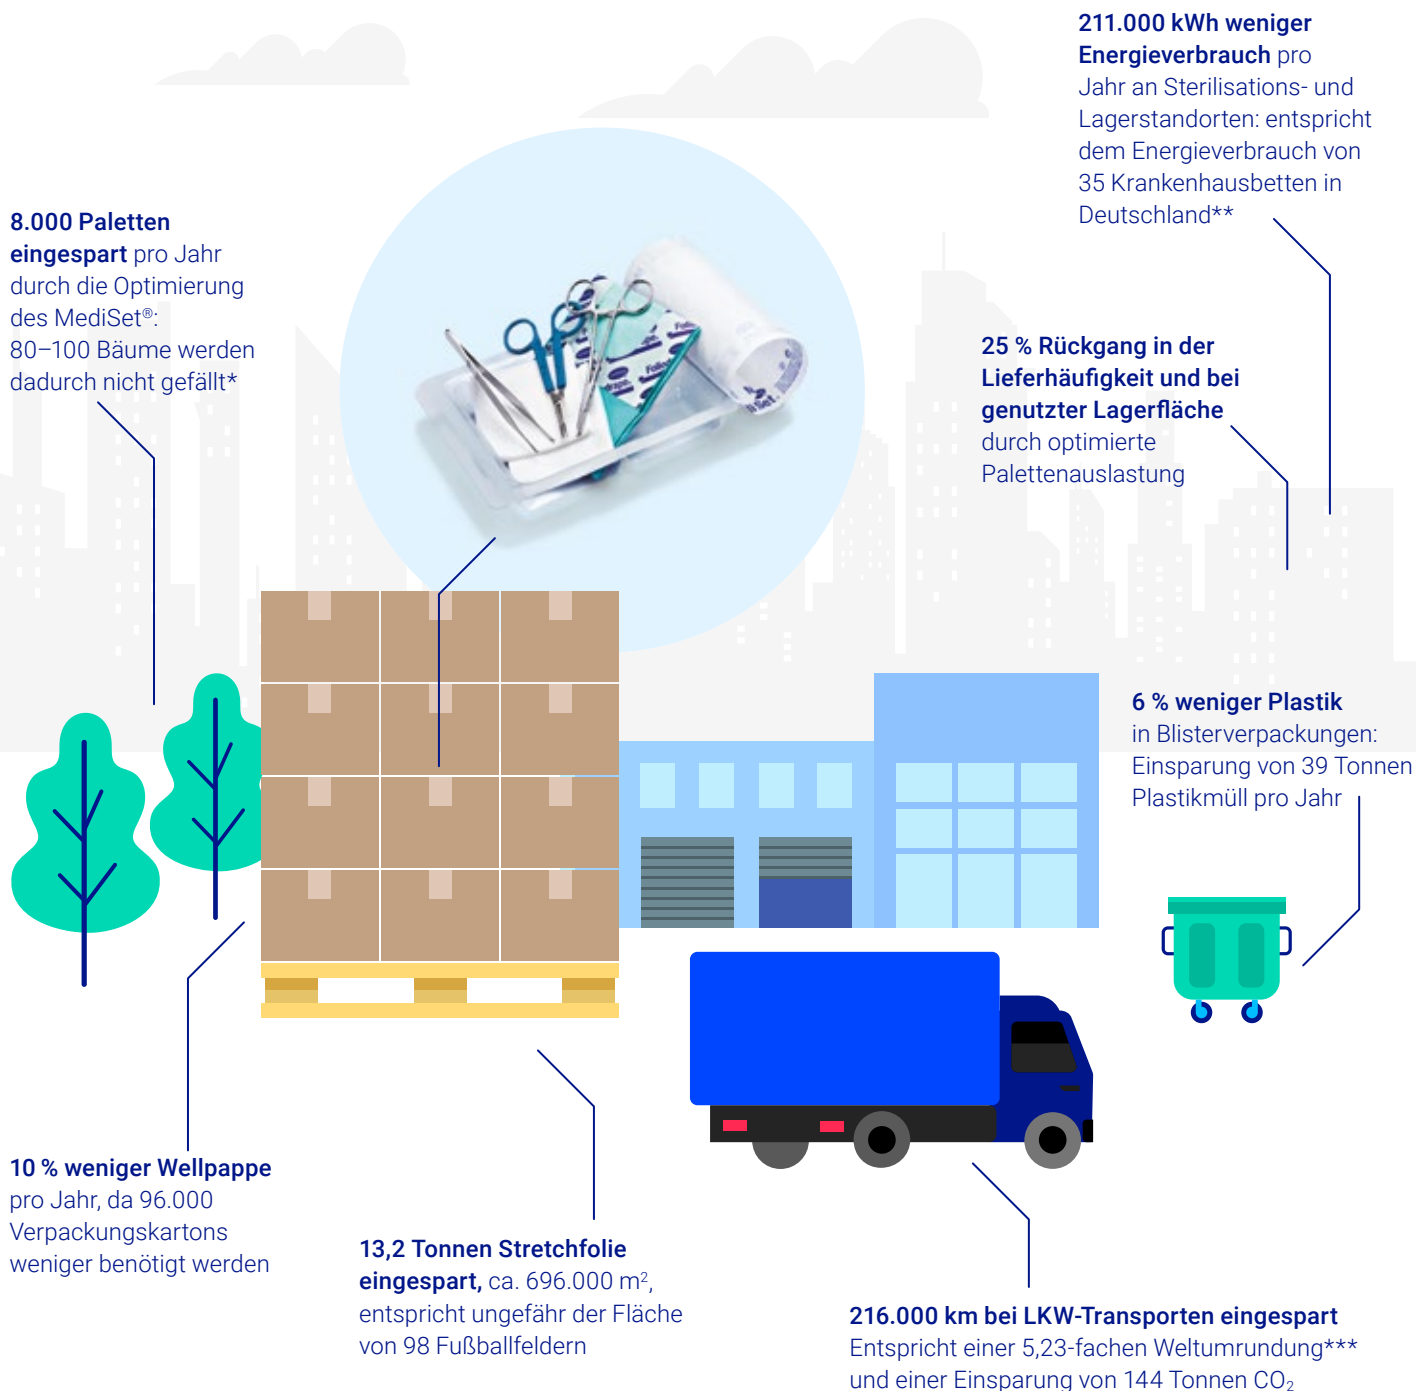 211.000 kWh weniger
Energieverbrauch pro
Jahr an Sterilisations- und
Lagerstandorten: entspricht
dem Energieverbrauch von
35 Krankenhausbetten in
Deutschland**
8.000 Paletten
eingespart pro Jahr
durch die Optimierung
des MediSet®:
80–100 Bäume werden
dadurch nicht gefällt*
25 % Rückgang in der
Lieferhäufigkeit und bei
genutzter Lagerfläche
durch optimierte
Palettenauslastung
6 % weniger Plastik
in Blisterverpackungen:
Einsparung von 39 Tonnen
Plastikmüll pro Jahr
10 % weniger Wellpappe
pro Jahr, da 96.000
Verpackungskartons
weniger benötigt werden
13,2 Tonnen Stretchfolie
eingespart, ca. 696.000 m²,
entspricht ungefähr der Fläche
von 98 Fußballfeldern
216.000 km bei LKW-Transporten eingespart
Entspricht einer 5,23-fachen Weltumrundung***
und einer Einsparung von 144 Tonnen CO₂